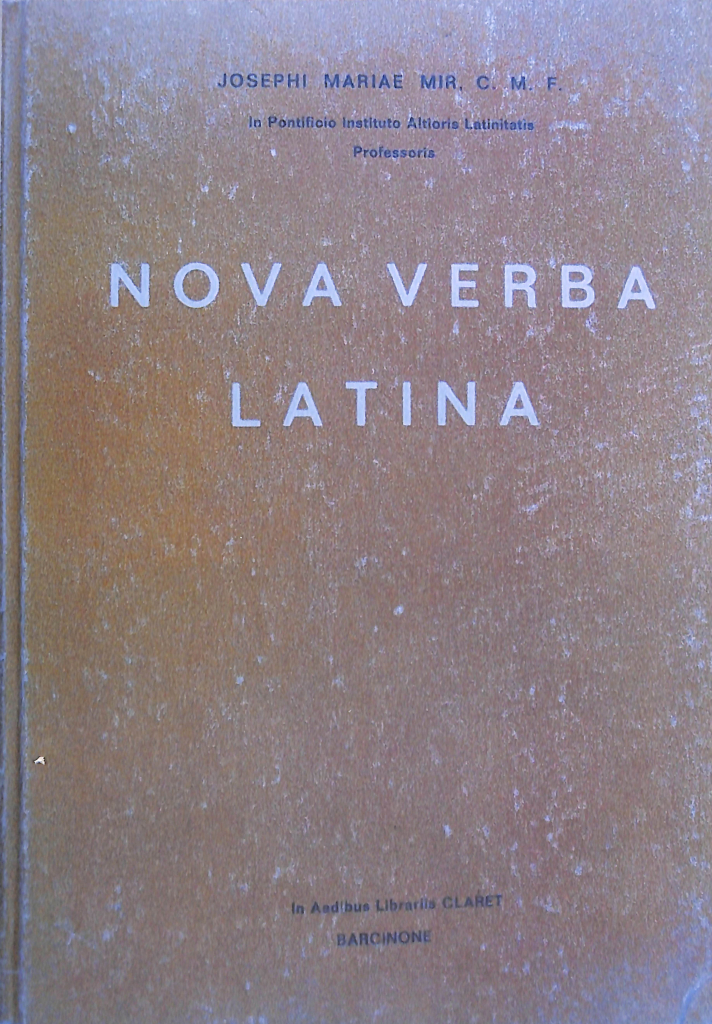 JOSEPHI MARIAE MIR, C. M. F.
In Pontificio Instituto Altioris Latinitatis
Professoris
NOVA VERBA
LATINA
In Aedibus Librariis CLARET
BARCINONE